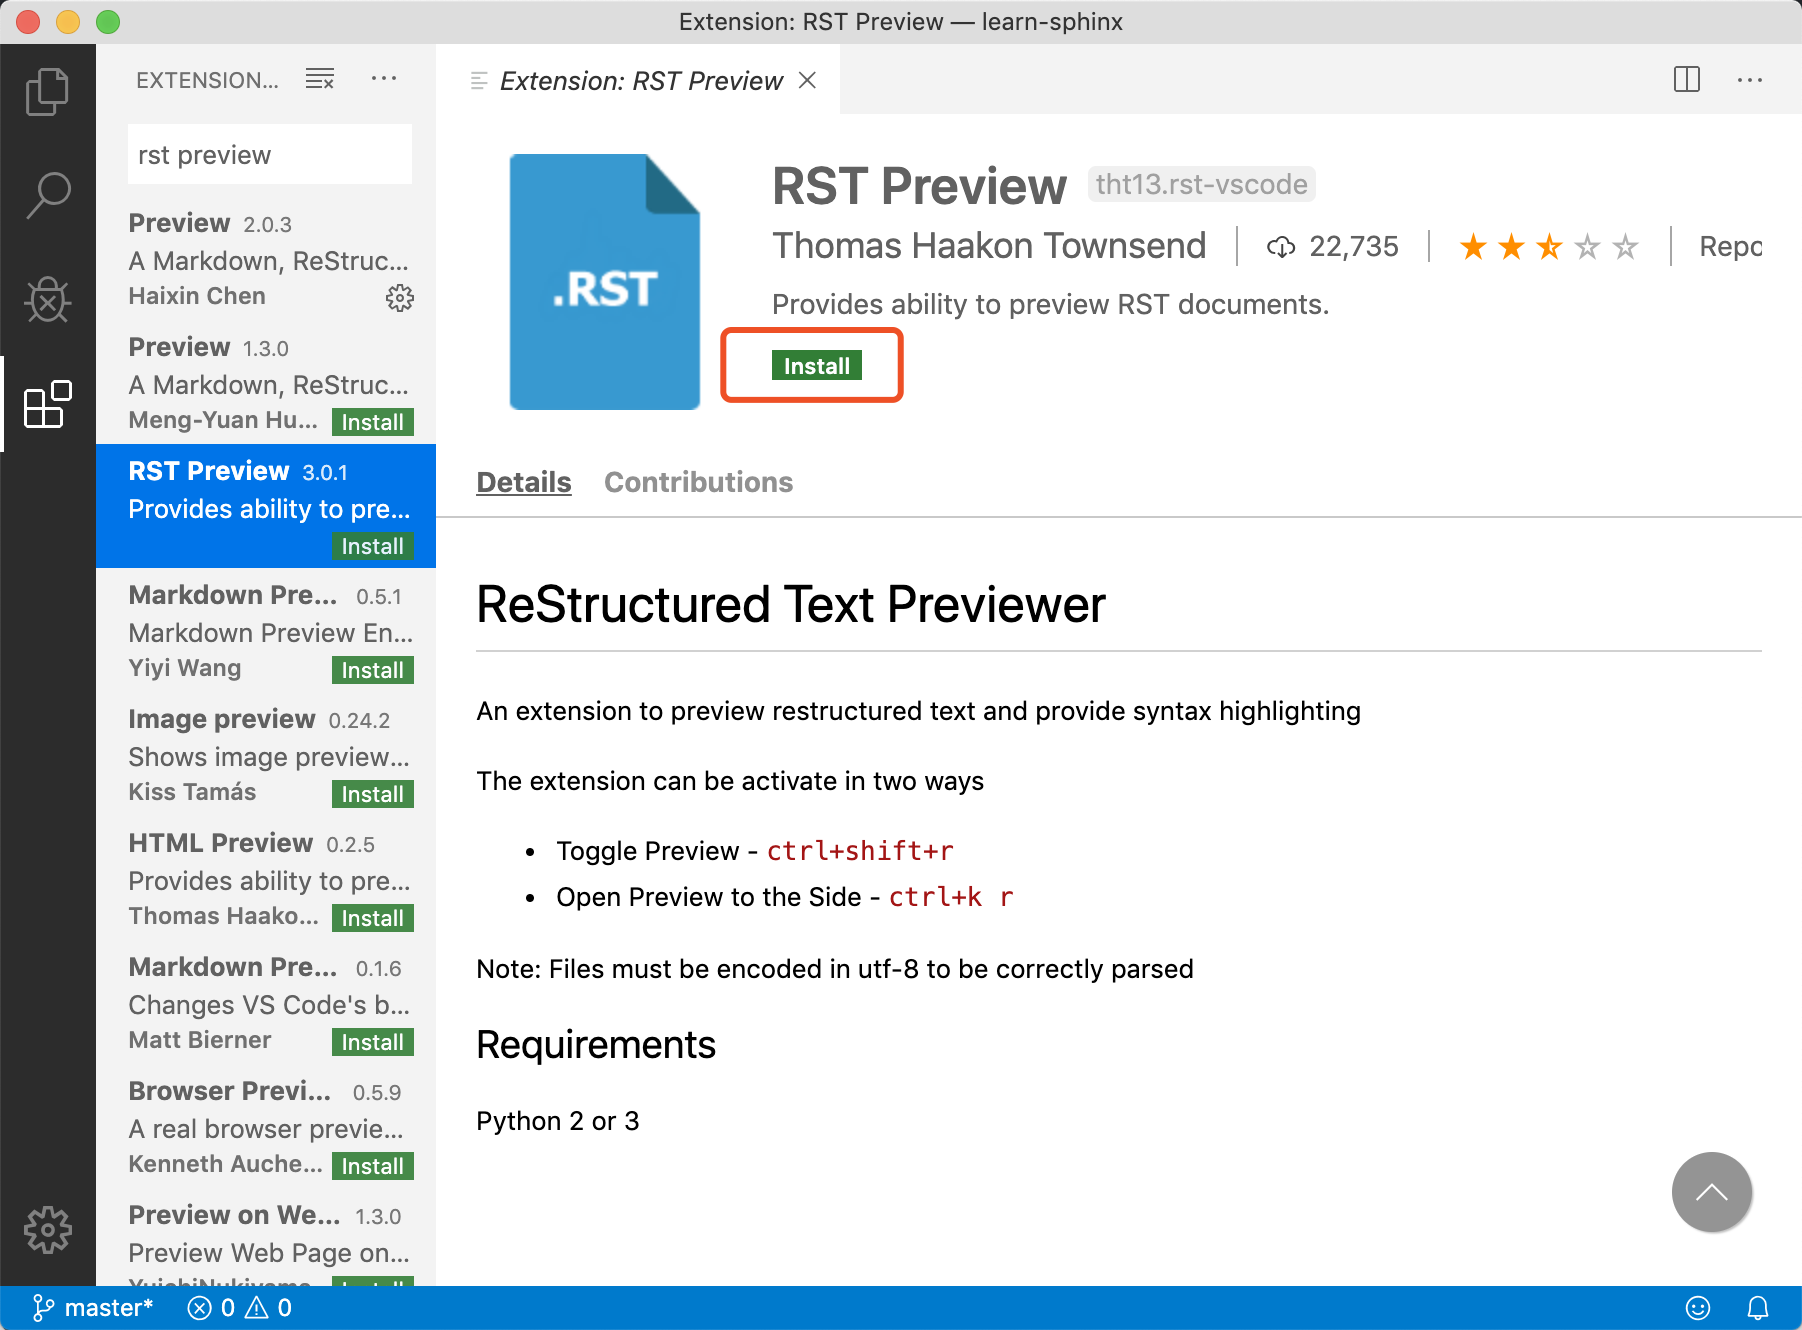 Extension: RST Preview — learn-sphinx
EXTENSION...
rst preview
Preview 2.0.3
A Markdown, ReStruc...
Haixin Chen
Preview 1.3.0
A Markdown, ReStruc...
Meng-Yuan Hu... Install
RST Preview 3.0.1
Provides ability to pre...
Install
Markdown Pre... 0.5.1
Markdown Preview En...
Yiyi Wang Install
Image preview 0.24.2
Shows image preview...
Kiss Tamás Install
HTML Preview 0.2.5
Provides ability to pre...
Thomas Haako... Install
Markdown Pre... 0.1.6
Changes VS Code's b...
Matt Bierner Install
Browser Previ... 0.5.9
A real browser previe...
Kenneth Auche... Install
Preview on We... 1.3.0
Preview Web Page on...
YuichiNukiyama Install
Extension: RST Preview
.RST
RST Preview tht13.rst-vscode
Thomas Haakon Townsend 22,735 Repo
Provides ability to preview RST documents.
Install
Details Contributions
ReStructured Text Previewer
An extension to preview restructured text and provide syntax highlighting
The extension can be activate in two ways
• Toggle Preview - ctrl+shift+r
• Open Preview to the Side - ctrl+k r
Note: Files must be encoded in utf-8 to be correctly parsed
Requirements
Python 2 or 3
master* 0 0